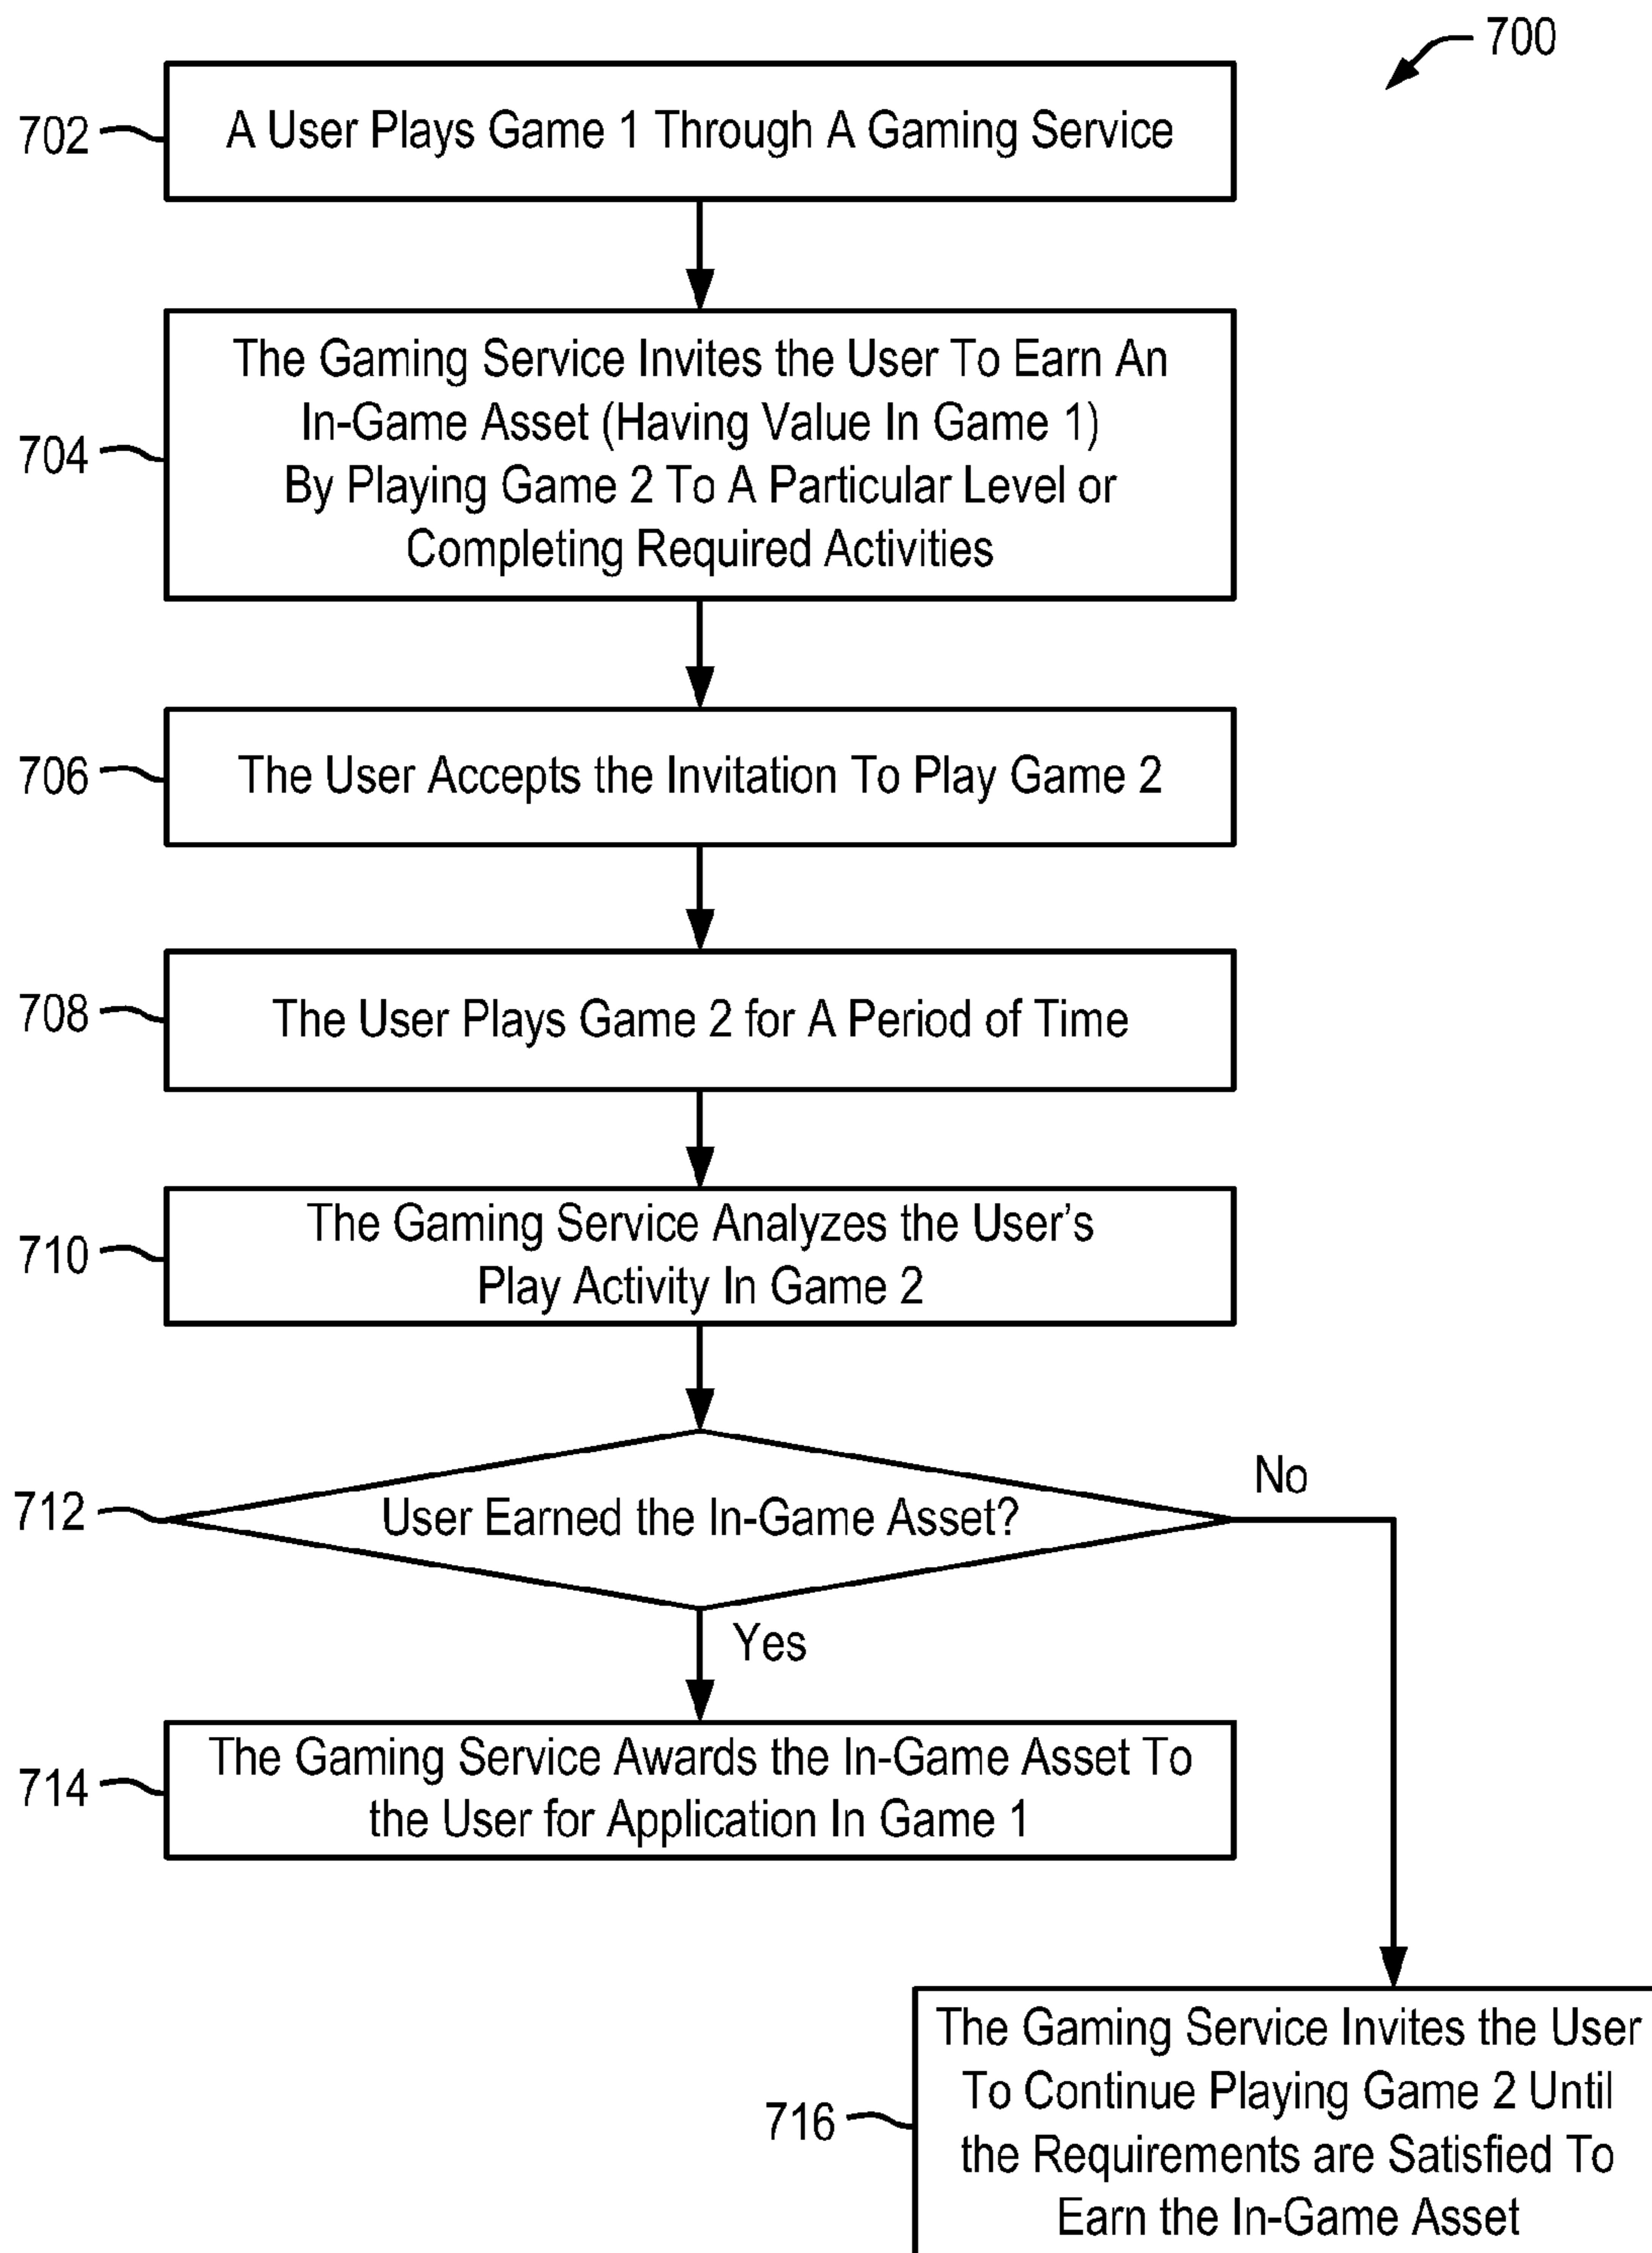 700
702
A User Plays Game 1 Through A Gaming Service
704
The Gaming Service Invites the User To Earn An
In-Game Asset (Having Value In Game 1)
By Playing Game 2 To A Particular Level or
Completing Required Activities
706
The User Accepts the Invitation To Play Game 2
708
The User Plays Game 2 for A Period of Time
710
The Gaming Service Analyzes the User’s
Play Activity In Game 2
712
User Earned the In-Game Asset?
No
Yes
714
The Gaming Service Awards the In-Game Asset To
the User for Application In Game 1
716
The Gaming Service Invites the User
To Continue Playing Game 2 Until
the Requirements are Satisfied To
Earn the In-Game Asset